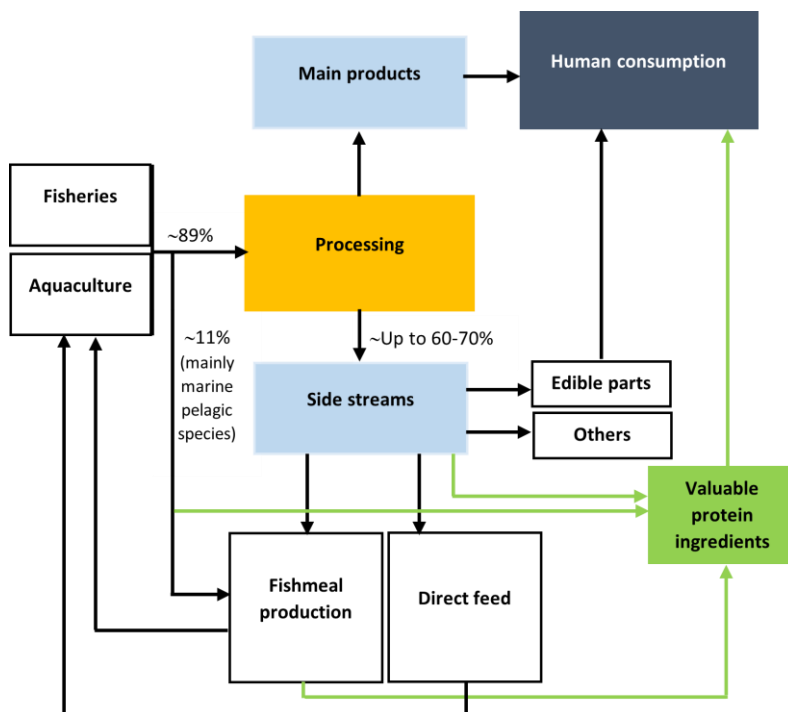 Main products
Human consumption
Fisheries
~89%
Processing
Aquaculture
~11%
(mainly
marine
pelagic
species)
~Up to 60-70%
Side streams
Edible parts
Others
Valuable
protein
ingredients
Fishmeal
production
Direct feed